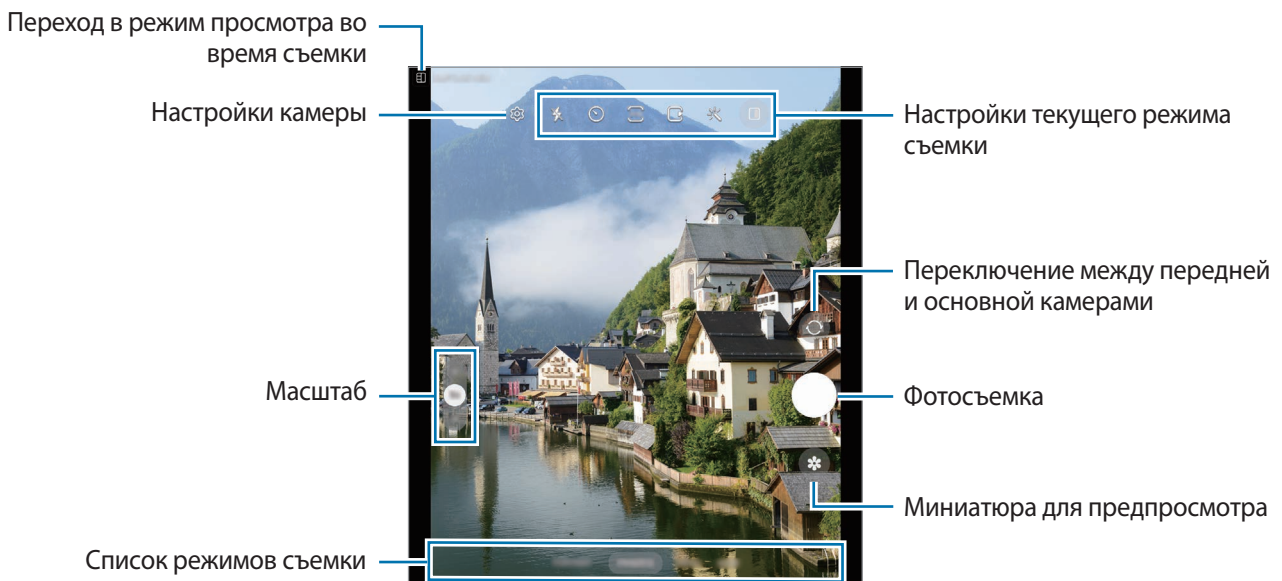 Переход в режим просмотра во
время съемки
Настройки камеры
Настройки текущего режима
съемки
Переключение между передней
и основной камерами
Масштаб
Фотосъемка
Миниатюра для предпросмотра
Список режимов съемки